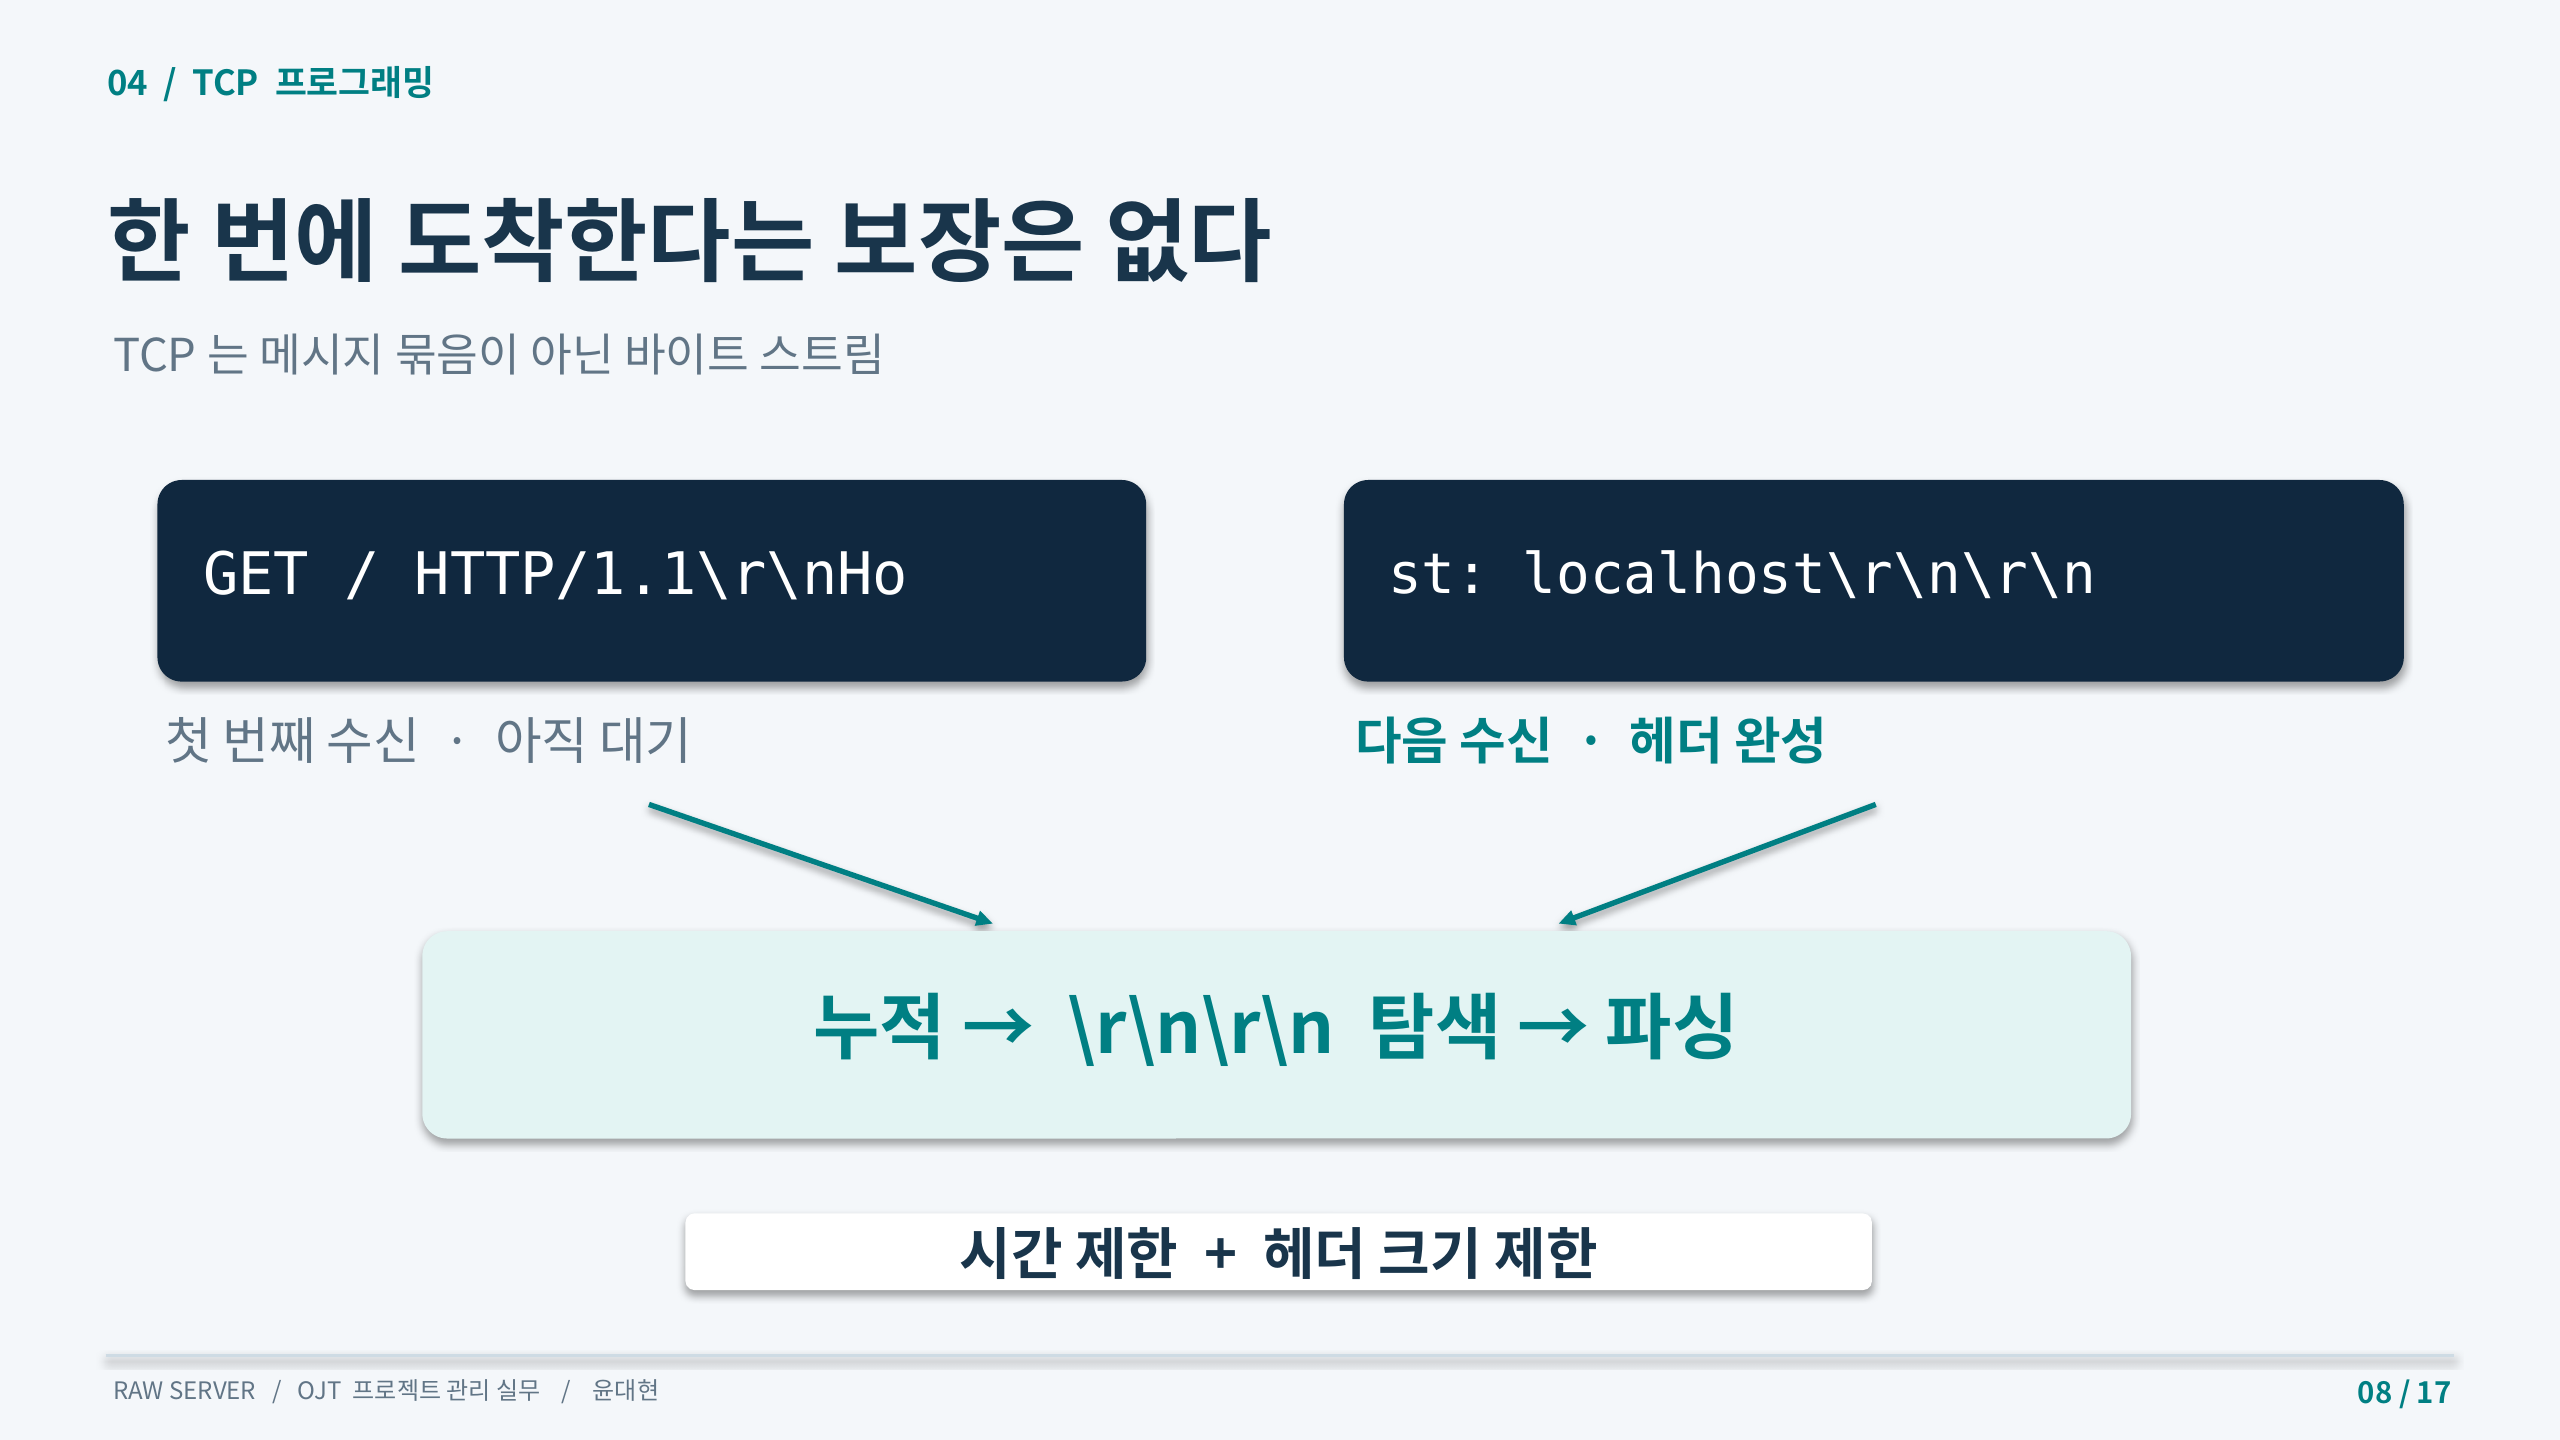 04 / TCP 프로그래밍
한 번에 도착한다는 보장은 없다
TCP 는 메시지 묶음이 아닌 바이트 스트림
GET / HTTP/1.1\r\nHo
st: localhost\r\n\r\n
첫 번째 수신 · 아직 대기
다음 수신 · 헤더 완성
누적 → \r\n\r\n 탐색 → 파싱
시간 제한 + 헤더 크기 제한
RAW SERVER / OJT 프로젝트 관리 실무 / 윤대현
08 / 17